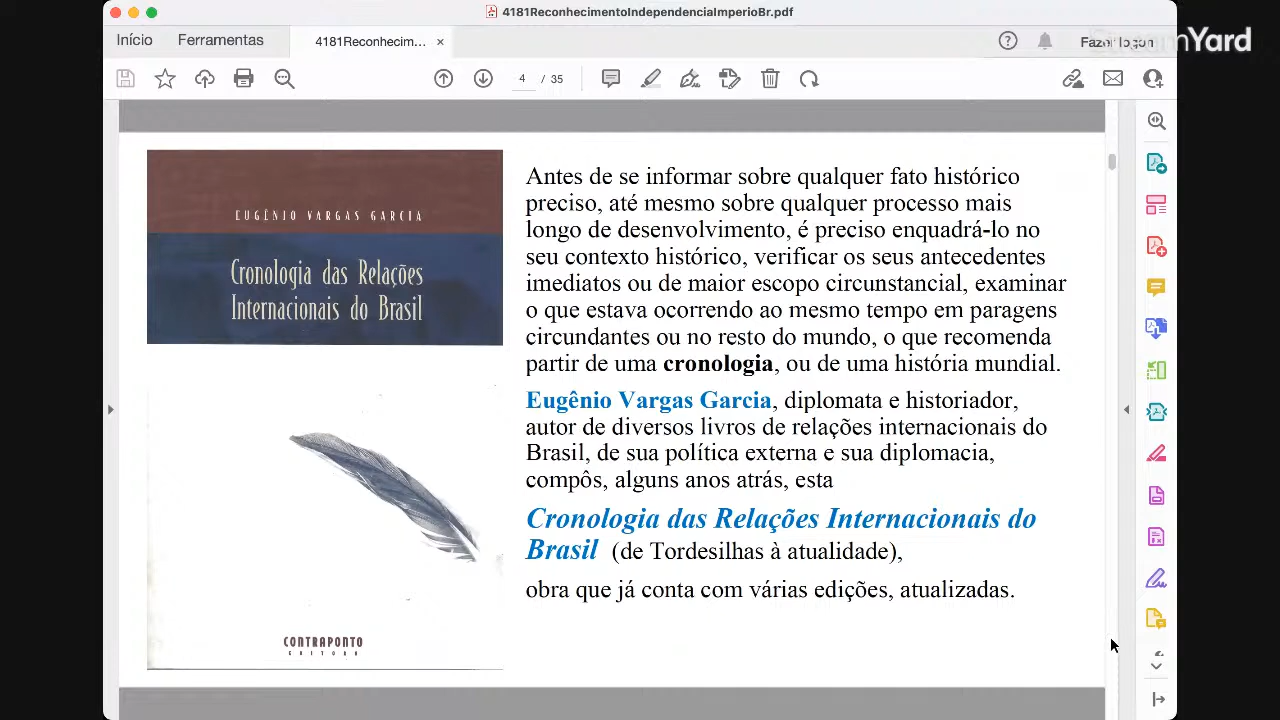 4181ReconhecimentoIndependenciaImperioBr.pdf
Início
Ferramentas
4181Reconhecim...
Yard
4 / 35
EUGÊNIO VARGAS GARCIA
Cronologia das Relações
Internacionais do Brasil
CONTRAPONTO
EDITORA
Antes de se informar sobre qualquer fato histórico
preciso, até mesmo sobre qualquer processo mais
longo de desenvolvimento, é preciso enquadrá-lo no
seu contexto histórico, verificar os seus antecedentes
imediatos ou de maior escopo circunstancial, examinar
o que estava ocorrendo ao mesmo tempo em paragens
circundantes ou no resto do mundo, o que recomenda
partir de uma cronologia, ou de uma história mundial.
Eugênio Vargas Garcia, diplomata e historiador,
autor de diversos livros de relações internacionais do
Brasil, de sua política externa e sua diplomacia,
compôs, alguns anos atrás, esta
Cronologia das Relações Internacionais do
Brasil (de Tordesilhas à atualidade),
obra que já conta com várias edições, atualizadas.